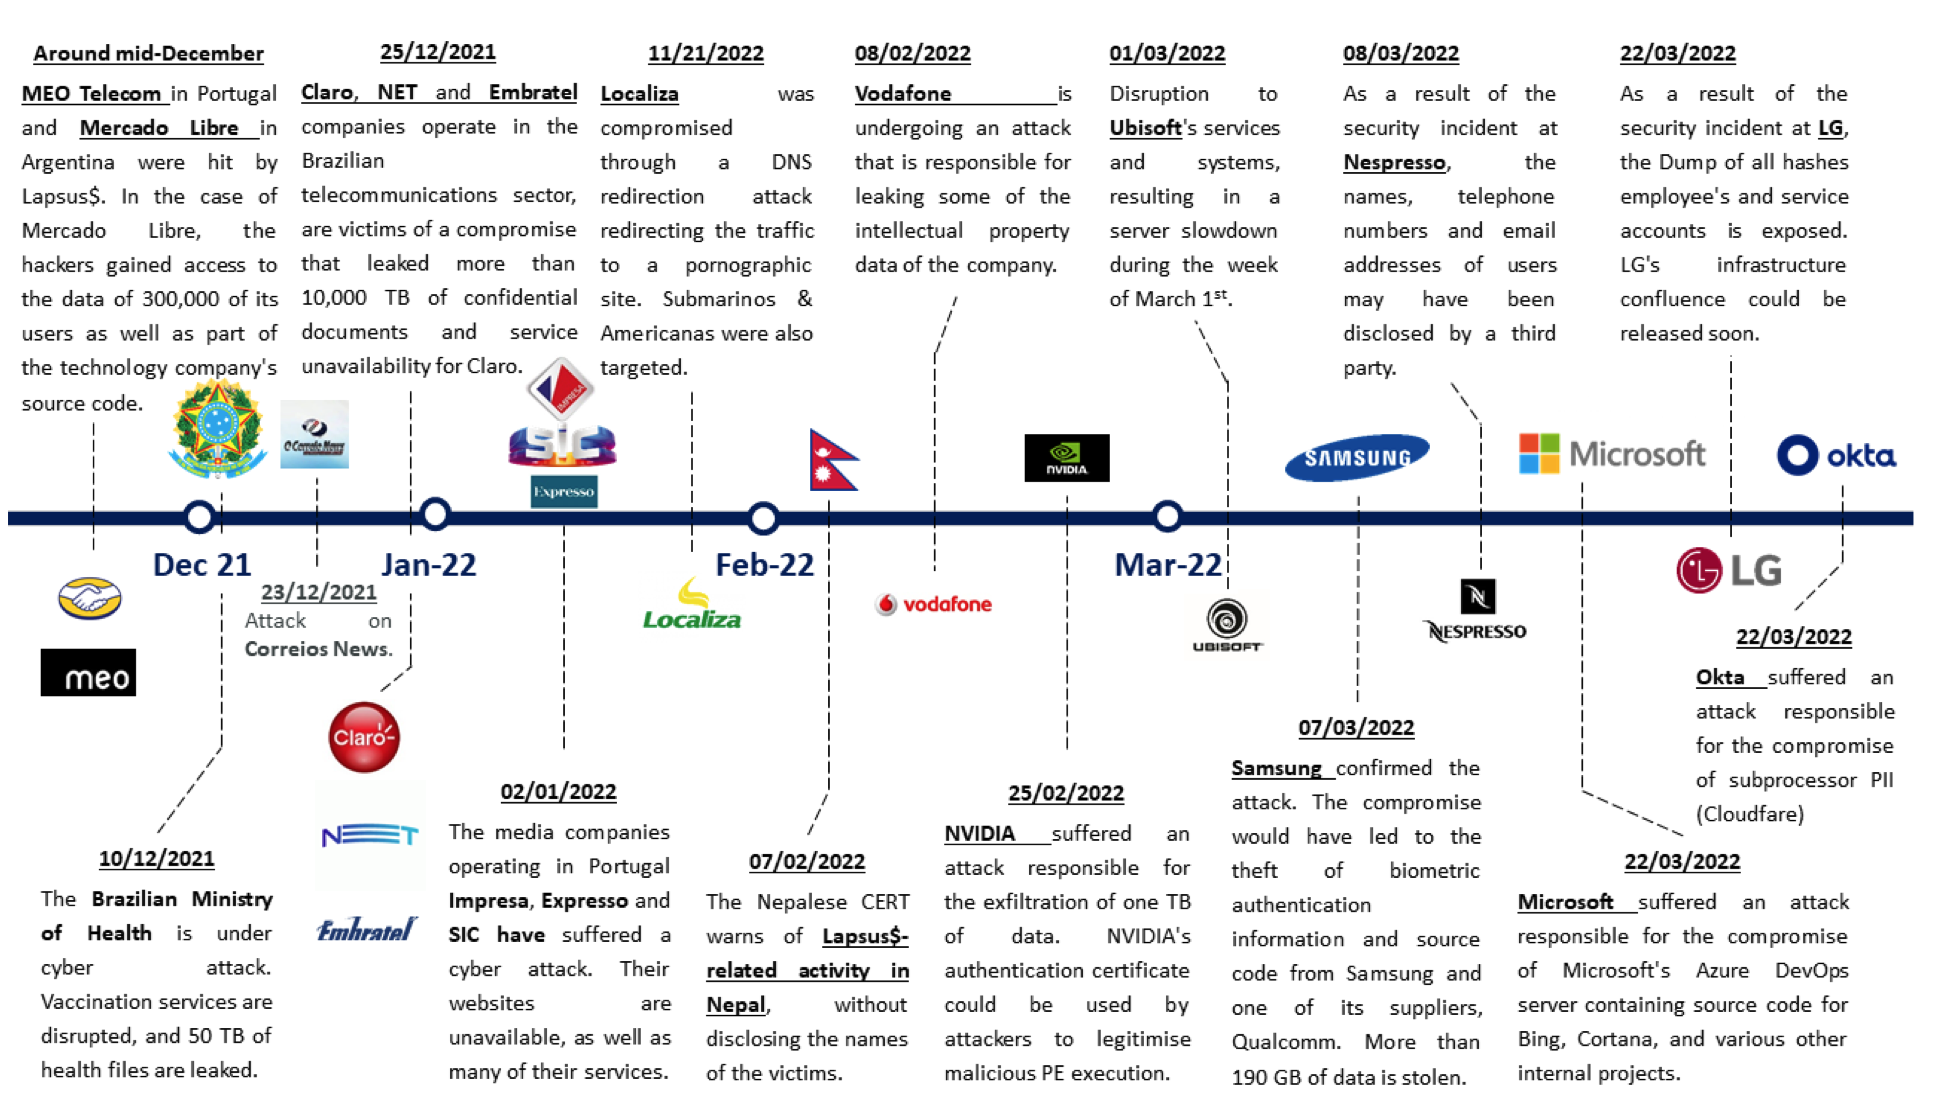 Around mid-December
MEO Telecom in Portugal
and Mercado Libre in
Argentina were hit by
Lapsus$. In the case of
Mercado Libre, the
hackers gained access to
the data of 300,000 of its
users as well as part of
the technology company's
source code.
25/12/2021
Claro, NET and Embratel
companies operate in the
Brazilian
telecommunications sector,
are victims of a compromise
that leaked more than
10,000 TB of confidential
documents and service
unavailability for Claro.
11/21/2022
Localiza was
compromised
through a DNS
redirection attack
redirecting the traffic
to a pornographic
site. Submarinos &
Americanas were also
targeted.
08/02/2022
Vodafone is
undergoing an attack
that is responsible for
leaking some of the
intellectual property
data of the company.
01/03/2022
Disruption to
Ubisoft's services
and systems,
resulting in a
server slowdown
during the week
of March 1st.
08/03/2022
As a result of the
security incident at
Nespresso, the
names, telephone
numbers and email
addresses of users
may have been
disclosed by a third
party.
22/03/2022
As a result of the
security incident at LG,
the Dump of all hashes
employee's and service
accounts is exposed.
LG's infrastructure
confluence could be
released soon.
Correio News
IMPRESA
SIC
Expresso
NVIDIA
SAMSUNG
Microsoft
okta
Dec 21
Jan-22
Feb-22
Mar-22
meo
23/12/2021
Attack on
Correios News.
Claro
NET
Embratel
Localiza
vodafone
UBISOFT
N
NESPRESSO
LG
10/12/2021
The Brazilian Ministry
of Health is under
cyber attack.
Vaccination services are
disrupted, and 50 TB of
health files are leaked.
02/01/2022
The media companies
operating in Portugal
Impresa, Expresso and
SIC have suffered a
cyber attack. Their
websites are
unavailable, as well as
many of their services.
07/02/2022
The Nepalese CERT
warns of Lapsus$-
related activity in
Nepal, without
disclosing the names
of the victims.
25/02/2022
NVIDIA suffered an
attack responsible for
the exfiltration of one TB
of data. NVIDIA's
authentication certificate
could be used by
attackers to legitimise
malicious PE execution.
07/03/2022
Samsung confirmed the
attack. The compromise
would have led to the
theft of biometric
authentication
information and source
code from Samsung and
one of its suppliers,
Qualcomm. More than
190 GB of data is stolen.
22/03/2022
Microsoft suffered an attack
responsible for the compromise
of Microsoft's Azure DevOps
server containing source code for
Bing, Cortana, and various other
internal projects.
22/03/2022
Okta suffered an
attack responsible
for the compromise
of subprocessor PII
(Cloudfare)